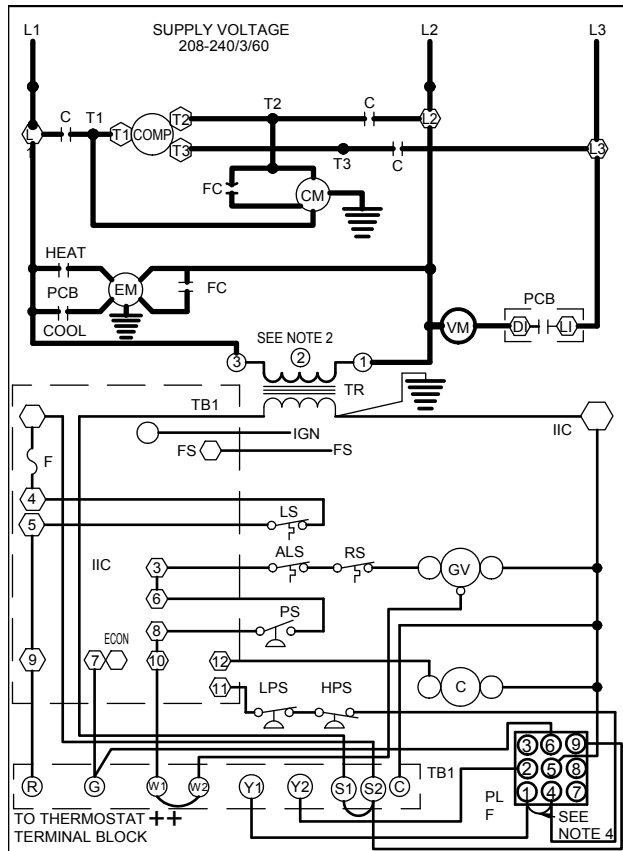 L1 SUPPLY VOLTAGE L2 L3
208-240/3/60
C T1 T2 C
L1 T1 COMP T2 L2
T3 T3 C L3
FC CM
HEAT
EM FC
PCB PCB
COOL VM DI LI
SEE NOTE 2
3 2 1
TR
TB1
IGN IIC
FS FS
F
4 LS
5
IIC ALS RS
3 GV
6
PS
8
ECON
9 7 10 12
C
11 LPS HPS
3 6 9
TB1 2 5 8
R G W1 W2 Y1 Y2 S1 S2 C
PL 1 4 7
F
TO THERMOSTAT ++ SEE
TERMINAL BLOCK NOTE 4